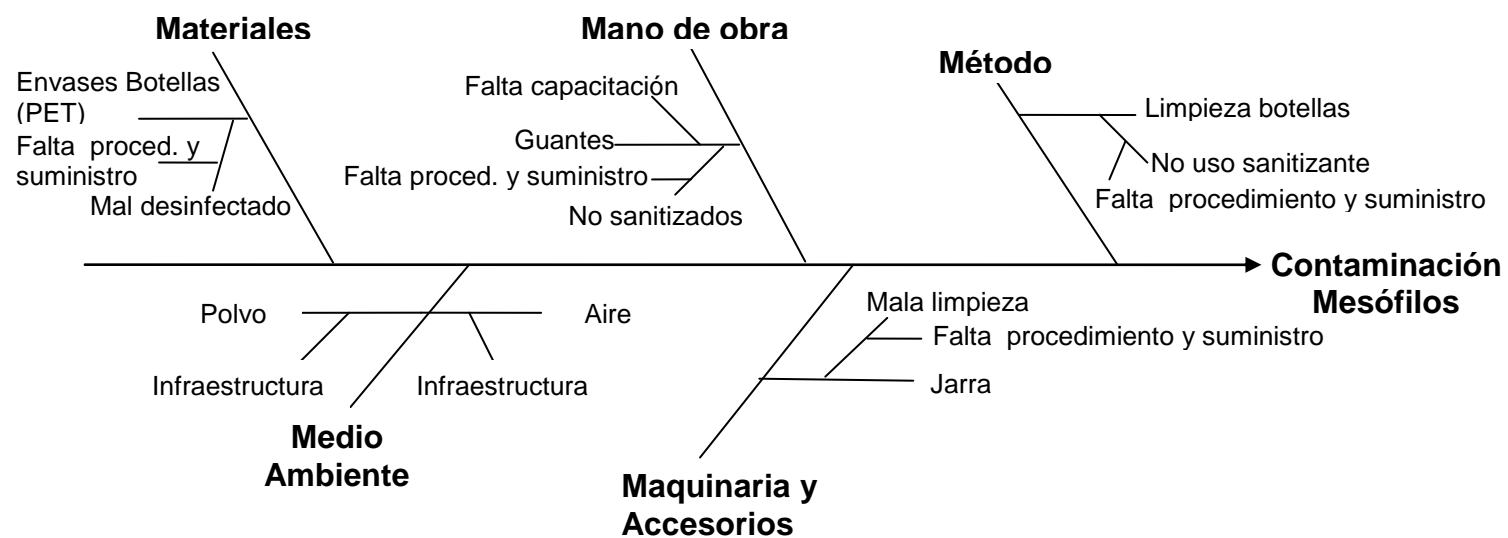 Materiales
Mano de obra
Método
Envases Botellas
(PET)
Falta proced. y
suministro
Mal desinfectado
Falta capacitación
Guantes
Falta proced. y suministro
No sanitizados
Limpieza botellas
No uso sanitizante
Falta procedimiento y suministro
Contaminación
Mesófilos
Polvo
Aire
Infraestructura
Infraestructura
Medio
Ambiente
Mala limpieza
Falta procedimiento y suministro
Jarra
Maquinaria y
Accesorios